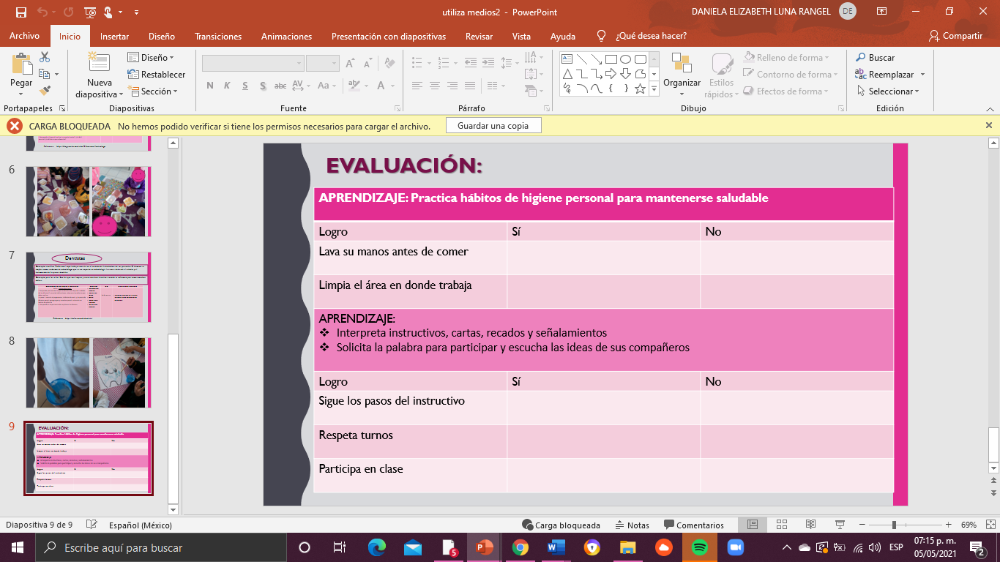 utiliza medios2 - PowerPoint
DANIELA ELIZABETH LUNA RANGEL DE
Archivo Inicio Insertar Diseño Transiciones Animaciones Presentación con diapositivas Revisar Vista Ayuda ¿Qué desea hacer? Compartir
Pegar
Nueva diapositiva
Diseño
Restablecer
Sección
N K S S abc AV Aa A
Organizar
Estilos rápidos
Relleno de forma
Contorno de forma
Efectos de forma
Buscar
Reemplazar
Seleccionar
Portapapeles Diapositivas Fuente Párrafo Dibujo Edición
CARGA BLOQUEADA No hemos podido verificar si tiene los permisos necesarios para cargar el archivo. Guardar una copia
6
7
Dentistas
8
9
EVALUACIÓN:
APRENDIZAJE: Practica hábitos de higiene personal para mantenerse saludable
Logro Sí No
Lava su manos antes de comer
Limpia el área en donde trabaja
APRENDIZAJE:
❖ Interpreta instructivos, cartas, recados y señalamientos
❖ Solicita la palabra para participar y escucha las ideas de sus compañeros
Logro Sí No
Sigue los pasos del instructivo
Respeta turnos
Participa en clase
Diapositiva 9 de 9 Español (México) Carga bloqueada Notas Comentarios 69%
Escribe aquí para buscar
5
ESP
07:15 p. m.
05/05/2021
2